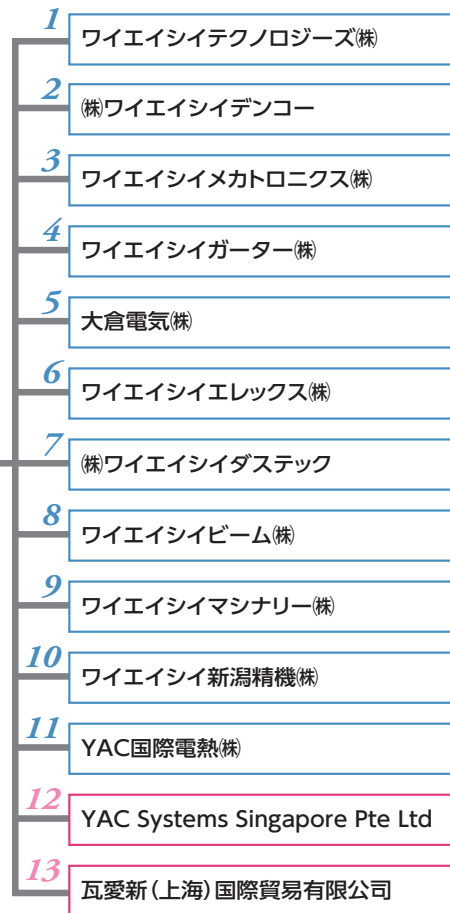 1
ワイエイシイテクノロジーズ㈱
2
㈱ワイエイシイデンコー
3
ワイエイシイメカトロニクス㈱
4
ワイエイシイガーター㈱
5
大倉電気㈱
6
ワイエイシイエレックス㈱
7
㈱ワイエイシイダステック
8
ワイエイシイビーム㈱
9
ワイエイシイマシナリー㈱
10
ワイエイシイ新潟精機㈱
11
YAC国際電熱㈱
12
YAC Systems Singapore Pte Ltd
13
瓦愛新(上海)国際貿易有限公司